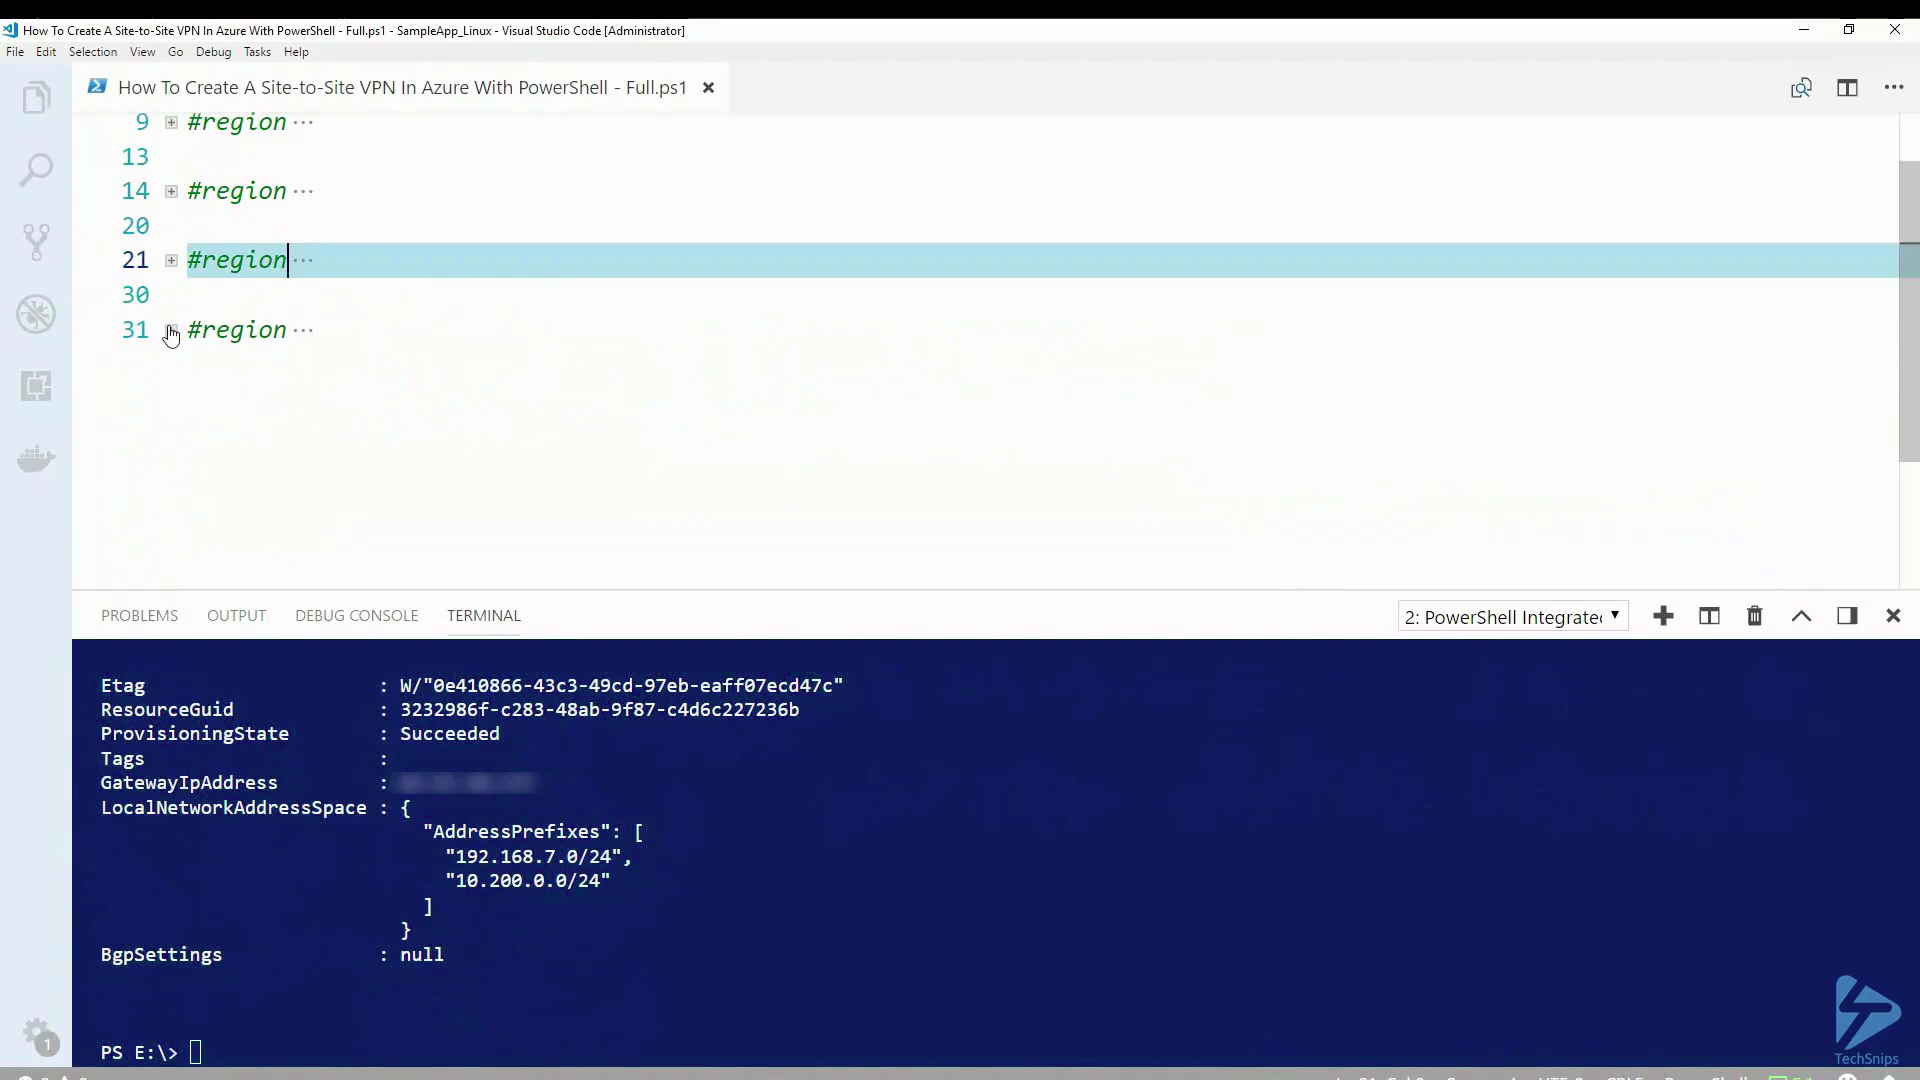 How To Create A Site-to-Site VPN In Azure With PowerShell - Full.ps1 - SampleApp_Linux - Visual Studio Code [Administrator]
File Edit Selection View Go Debug Tasks Help
How To Create A Site-to-Site VPN In Azure With PowerShell - Full.ps1
9 #region ...
13
14 #region ...
20
21 #region ...
30
31 #region ...
PROBLEMS OUTPUT DEBUG CONSOLE TERMINAL 2: PowerShell Integrated
Etag : W/"0e410866-43c3-49cd-97eb-eaff07ecd47c"
ResourceGuid : 3232986f-c283-48ab-9f87-c4d6c227236b
ProvisioningState : Succeeded
Tags :
GatewayIpAddress :
LocalNetworkAddressSpace : {
"AddressPrefixes": [
"192.168.7.0/24",
"10.200.0.0/24"
]
}
BgpSettings : null
PS E:\>
1
TechSnips